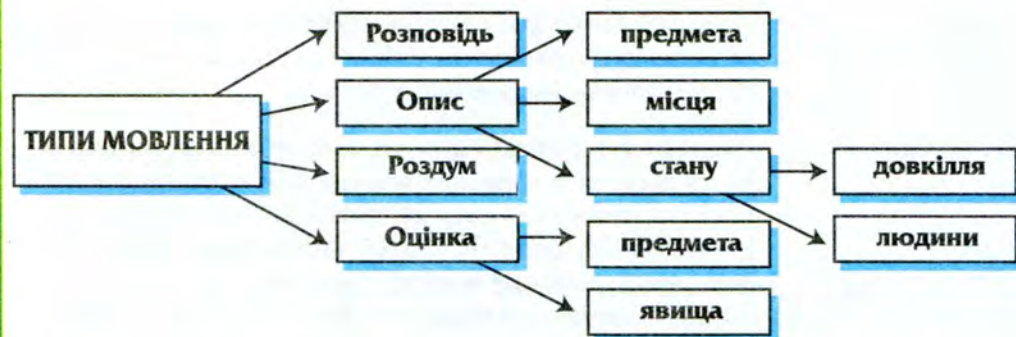 Розповідь
предмета
Опис
місця
ТИПИ МОВЛЕННЯ
Роздум
стану
довкілля
Оцінка
предмета
людини
явища